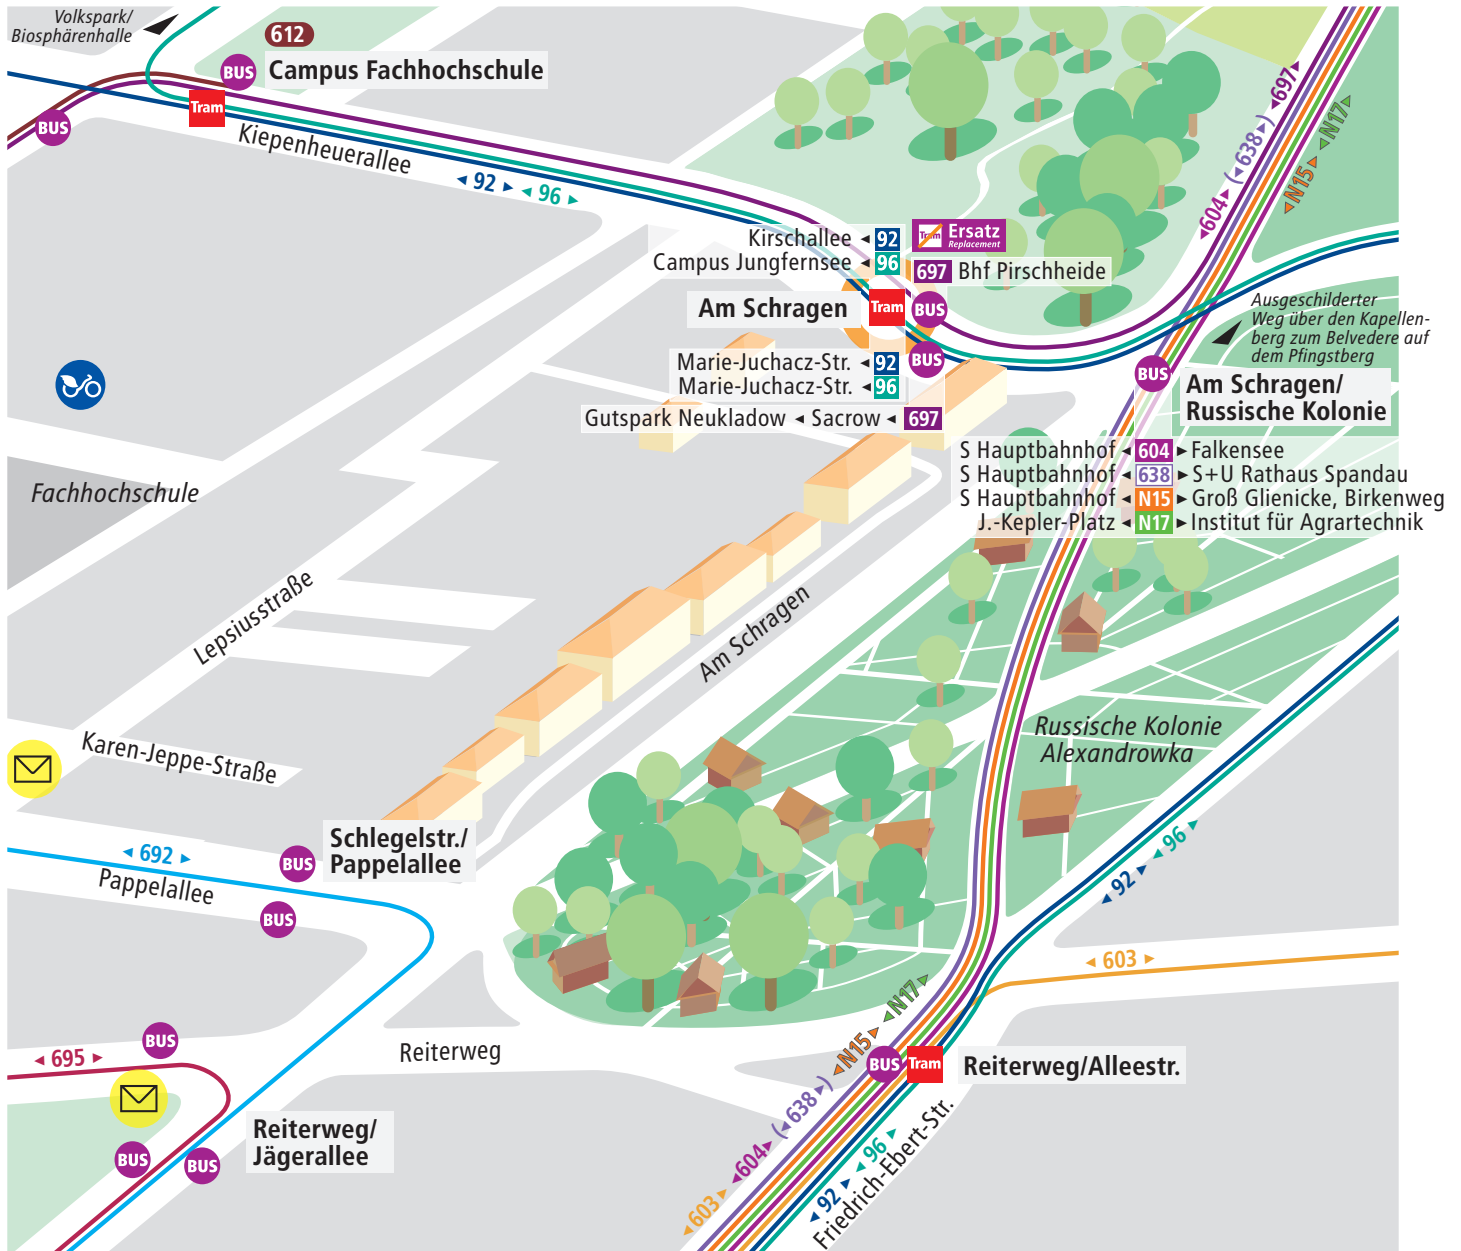 Volkspark/
Biosphärenhalle
612
BUS
Campus Fachhochschule
Tram
BUS
Kiepenheuerallee
92
96
697
N17
638
N15
604
Kirschallee 92
Campus Jungfernsee 96
Tram Ersatz
Replacement
697 Bhf Pirschheide
Am Schragen
Tram
BUS
BUS
Marie-Juchacz-Str. 92
Marie-Juchacz-Str. 96
Gutspark Neukladow Sacrow 697
Ausgeschilderter
Weg über den Kapellen-
berg zum Belvedere auf
dem Pfingstberg
BUS
Am Schragen/
Russische Kolonie
S Hauptbahnhof 604 Falkensee
S Hauptbahnhof 638 S+U Rathaus Spandau
S Hauptbahnhof N15 Groß Glienicke, Birkenweg
J.-Kepler-Platz N17 Institut für Agrartechnik
Fachhochschule
Lepsiusstraße
Am Schragen
Karen-Jeppe-Straße
Russische Kolonie
Alexandrowka
692
Pappelallee
BUS
Schlegelstr./
Pappelallee
BUS
96
92
603
N17
N15
Reiterweg
BUS
695
BUS
Tram
Reiterweg/Alleestr.
(638)
604
603
92
96
Friedrich-Ebert-Str.
Reiterweg/
Jägerallee
BUS
BUS